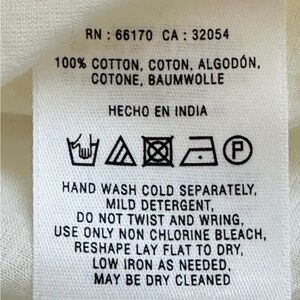 RN : 66170 CA : 32054
100% COTTON, COTON, ALGODÓN,
COTONE, BAUMWOLLE
HECHO EN INDIA
P
HAND WASH COLD SEPARATELY,
MILD DETERGENT,
DO NOT TWIST AND WRING,
USE ONLY NON CHLORINE BLEACH,
RESHAPE LAY FLAT TO DRY,
LOW IRON AS NEEDED,
MAY BE DRY CLEANED